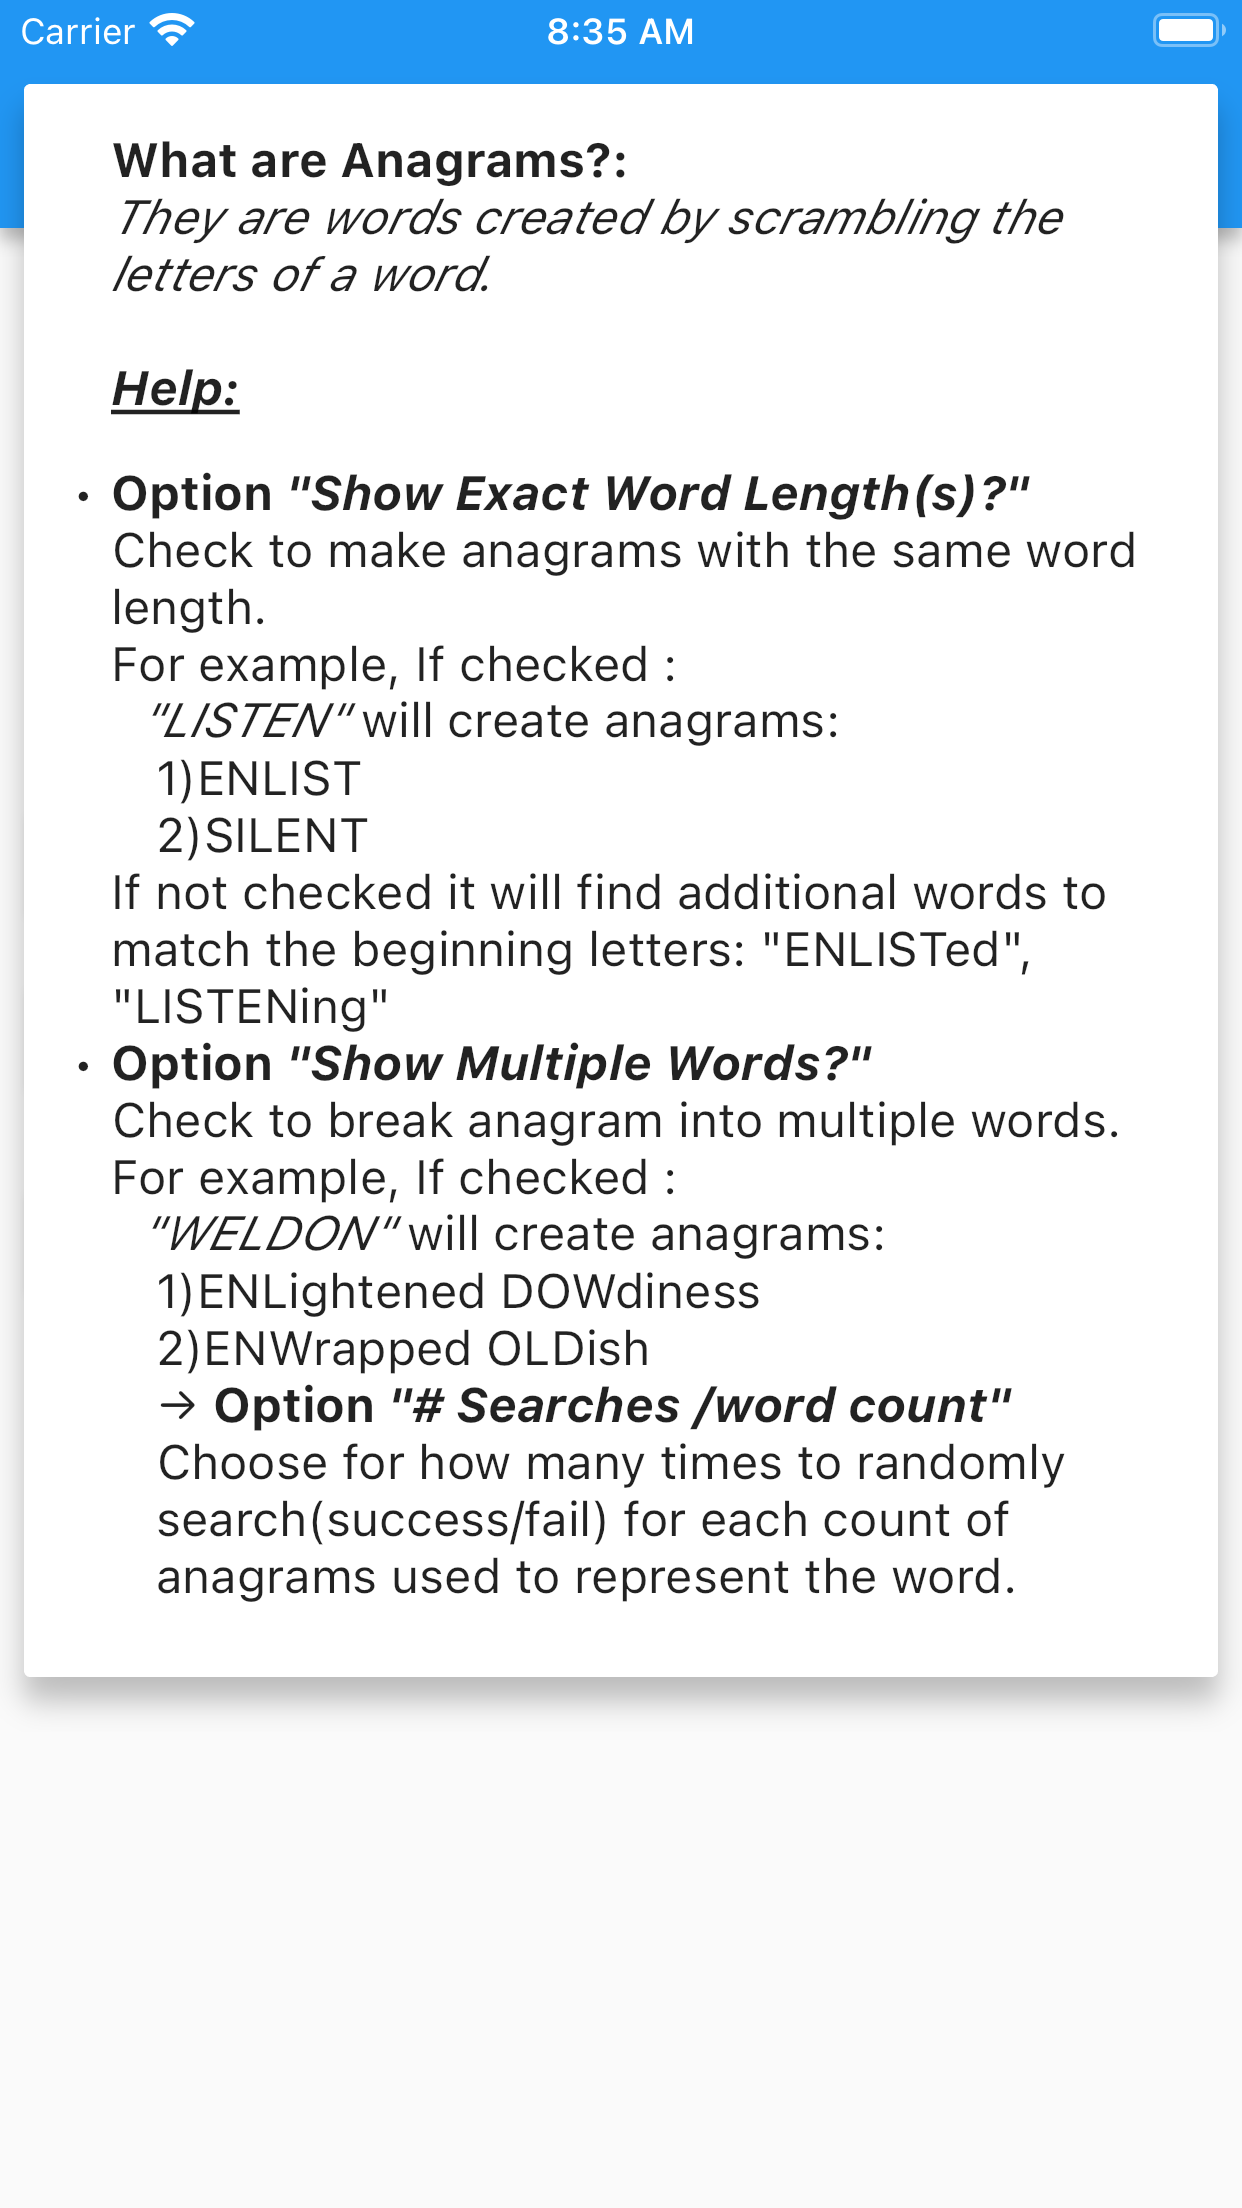 Carrier
8:35 AM
What are Anagrams?:
They are words created by scrambling the
letters of a word.
Help:
• Option "Show Exact Word Length(s)?"
Check to make anagrams with the same word
length.
For example, If checked :
"LISTEN" will create anagrams:
1)ENLIST
2)SILENT
If not checked it will find additional words to
match the beginning letters: "ENLISTed",
"LISTENing"
• Option "Show Multiple Words?"
Check to break anagram into multiple words.
For example, If checked :
"WELDON" will create anagrams:
1)ENLightened DOWdiness
2)ENWrapped OLDish
→ Option "# Searches /word count"
Choose for how many times to randomly
search(success/fail) for each count of
anagrams used to represent the word.